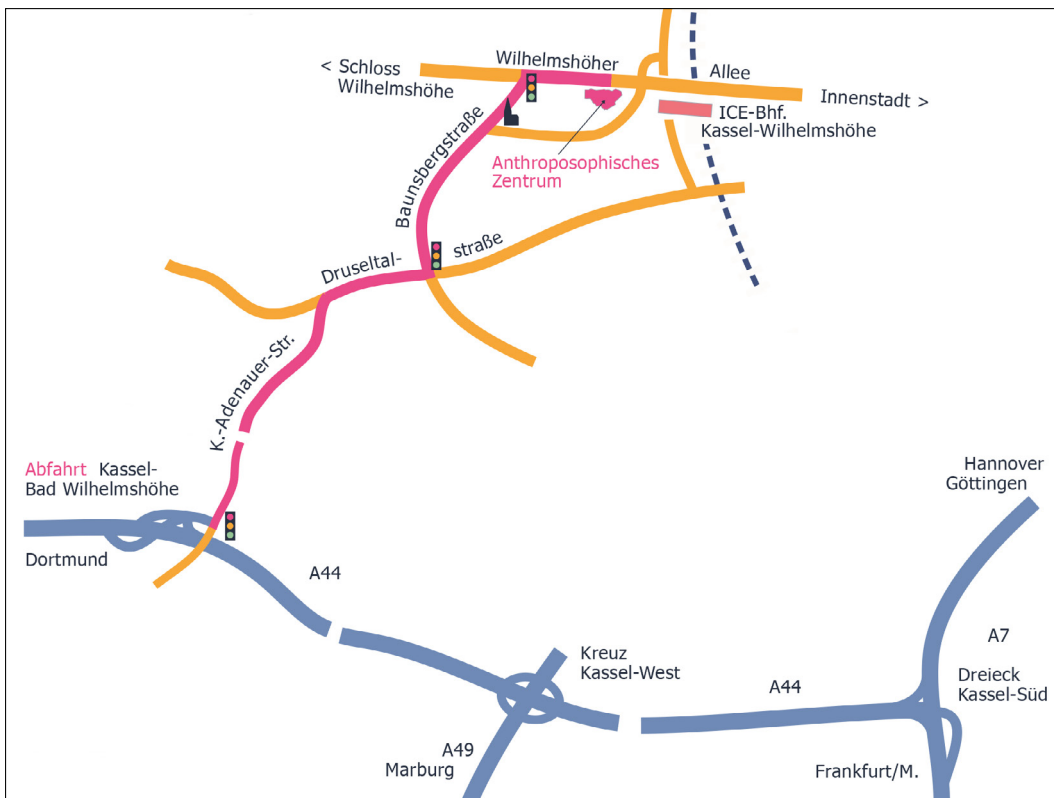 Wilhelmshöher
Allee
< Schloss
Wilhelmshöhe
Innenstadt >
ICE-Bhf.
Kassel-Wilhelmshöhe
Anthroposophisches
Zentrum
Baunsbergstraße
Druseltal-
straße
K.-Adenauer-Str.
Abfahrt Kassel-
Bad Wilhelmshöhe
Dortmund
A44
Hannover
Göttingen
A7
Kreuz
Kassel-West
A44
Dreieck
Kassel-Süd
A49
Marburg
Frankfurt/M.